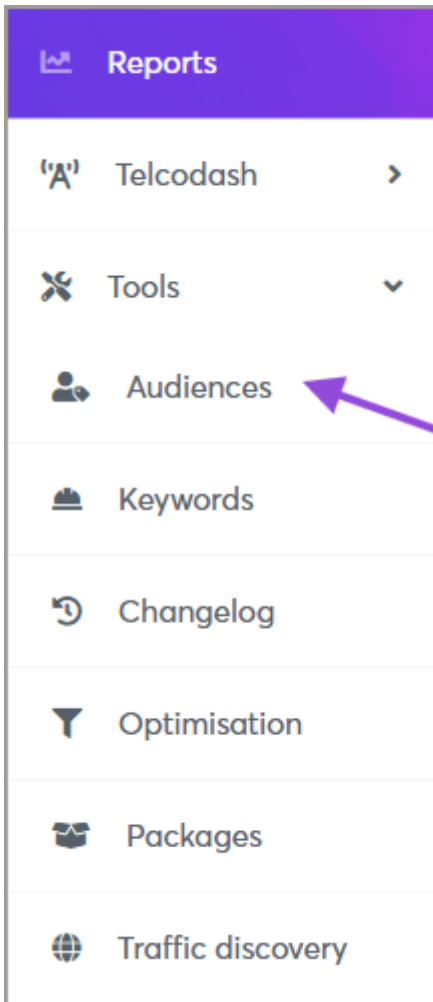 Reports
Telcodash
Tools
Audiences
Keywords
Changelog
Optimisation
Packages
Traffic discovery